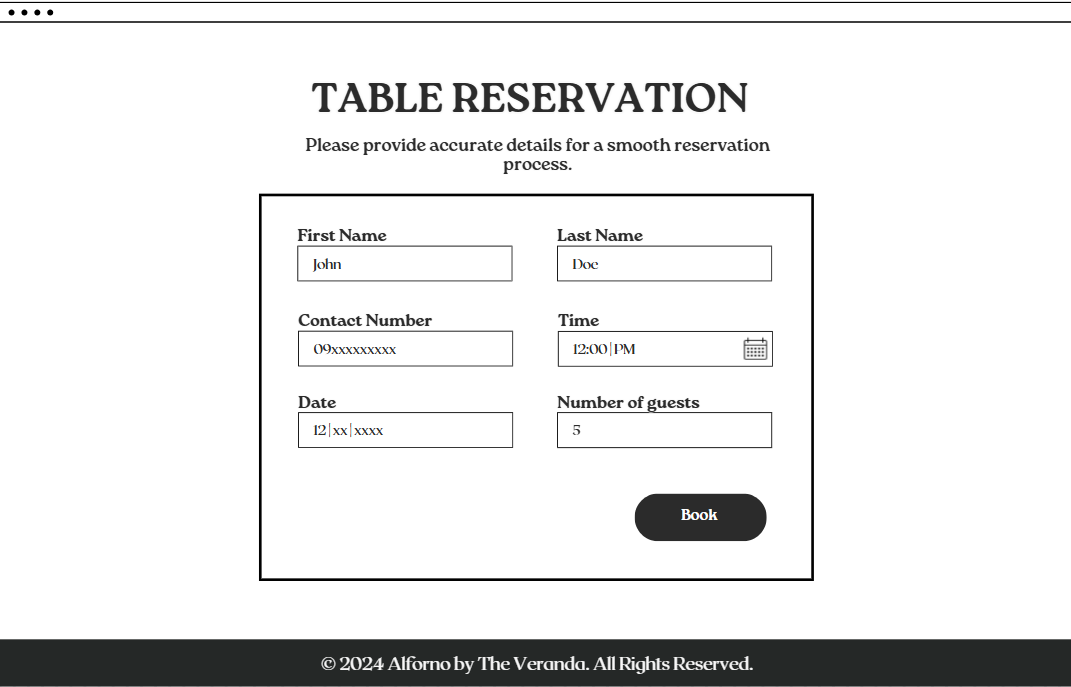 TABLE RESERVATION
Please provide accurate details for a smooth reservation
process.
First Name
Last Name
John
Doe
Contact Number
Time
09xxxxxxxxx
12:00|PM
Date
Number of guests
12|xx|xxxx
5
Book
© 2024 Alforno by The Veranda. All Rights Reserved.